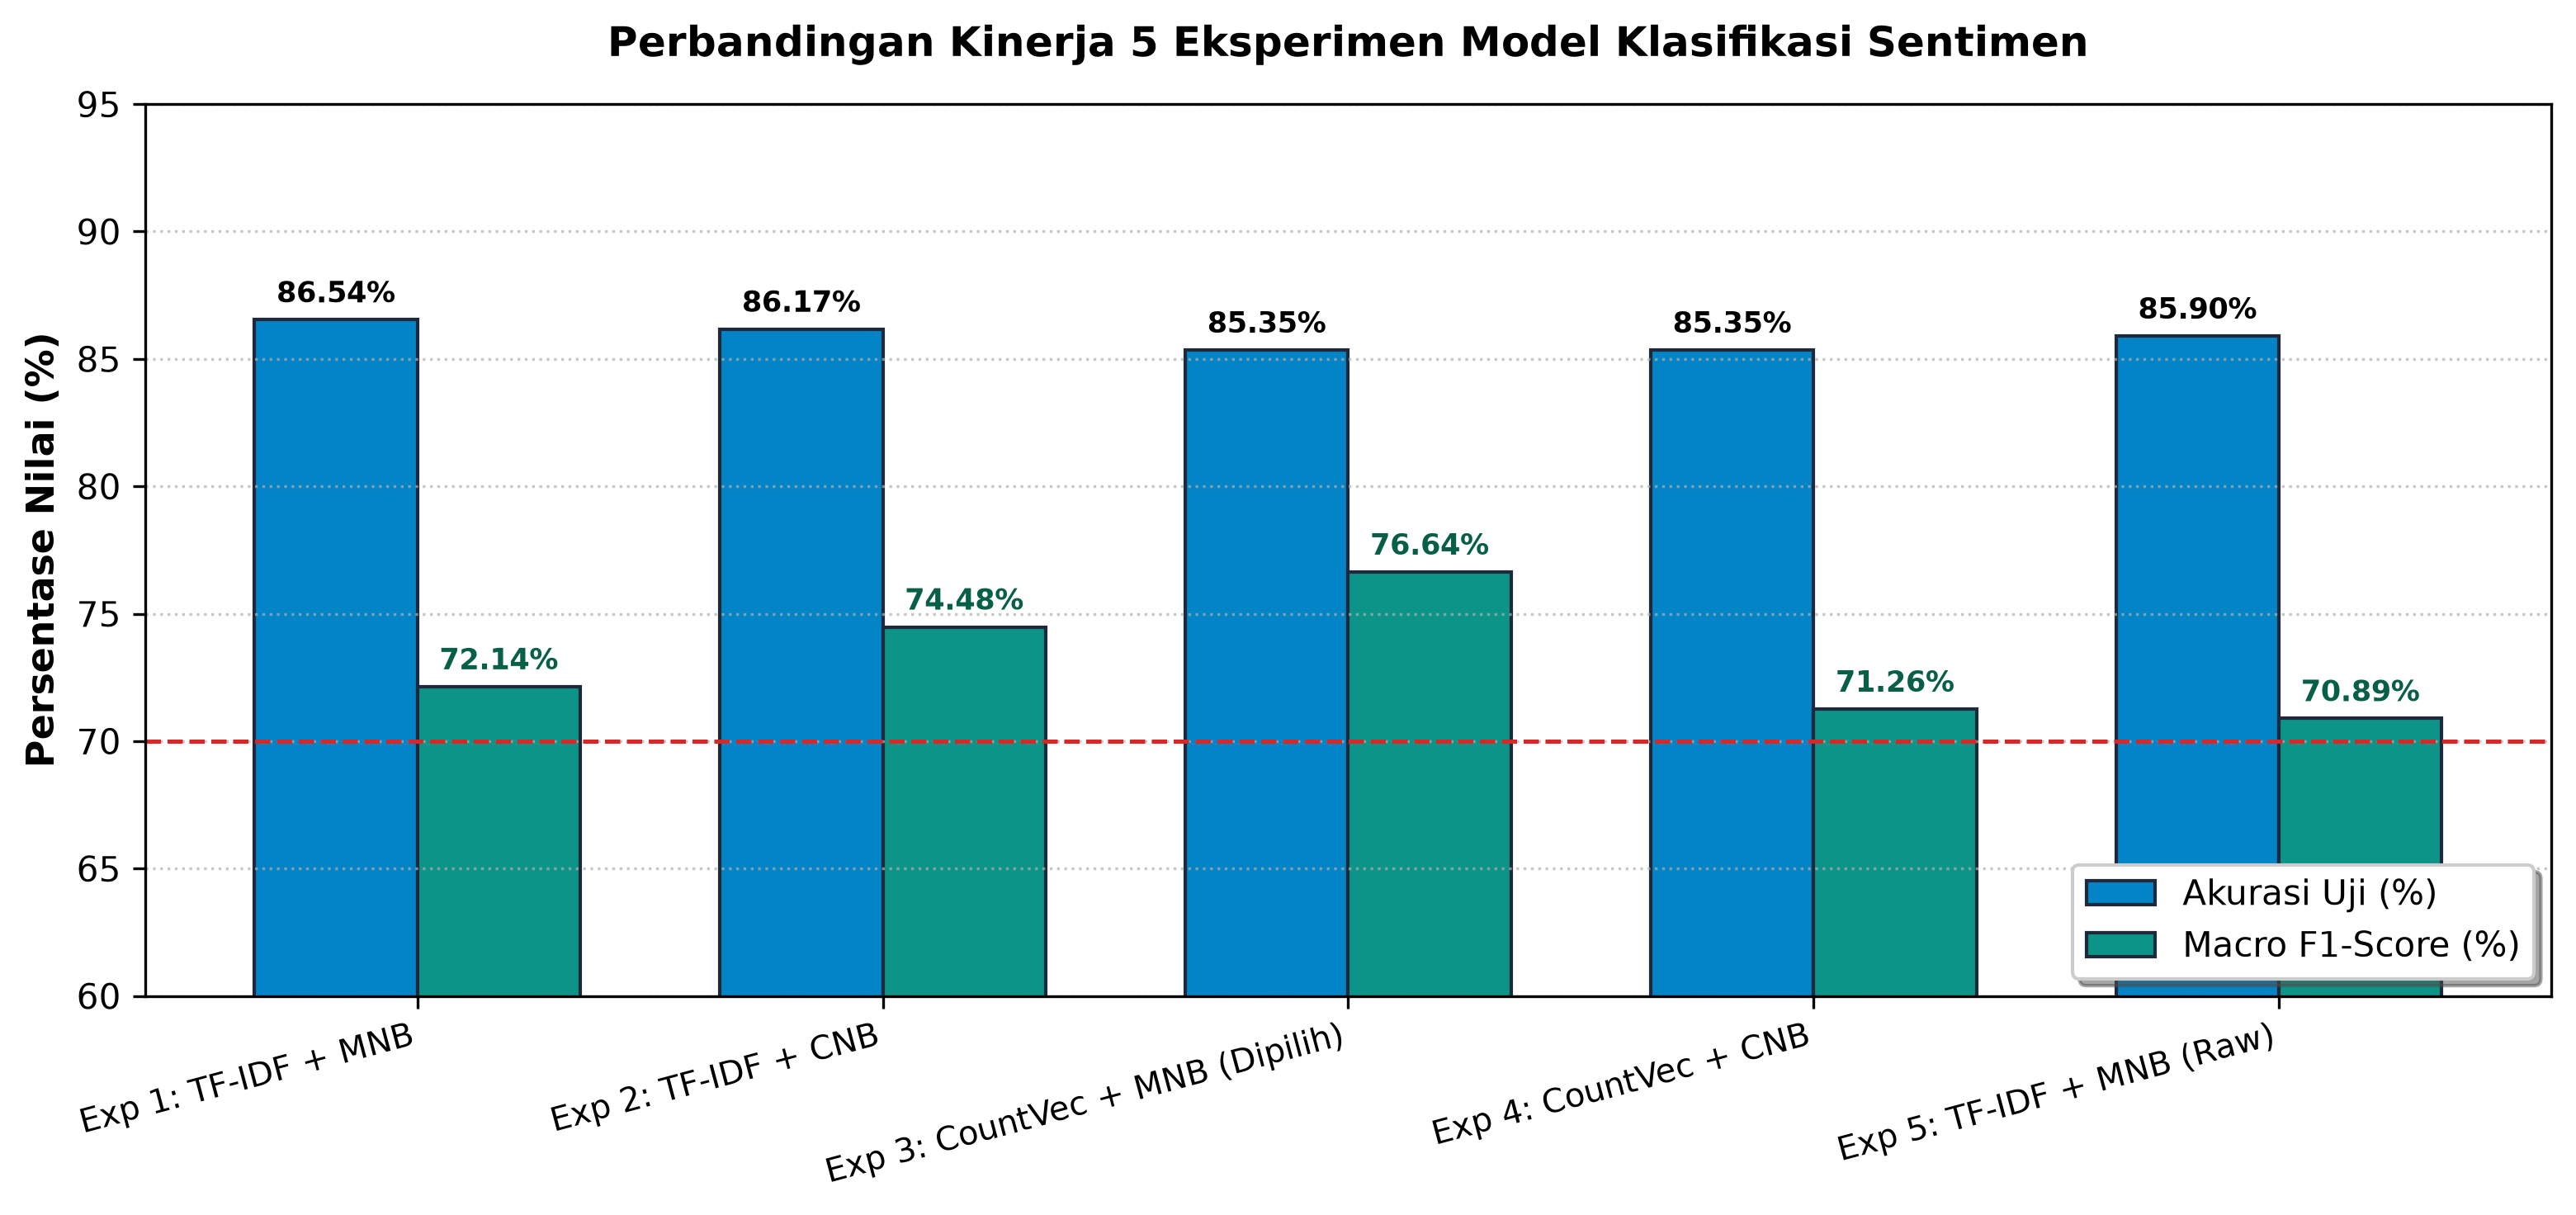 Perbandingan Kinerja 5 Eksperimen Model Klasifikasi Sentimen
Persentase Nilai (%)
95
90
85
80
75
70
65
60
86.54%
72.14%
86.17%
74.48%
85.35%
76.64%
85.35%
71.26%
85.90%
70.89%
Akurasi Uji (%)
Macro F1-Score (%)
Exp 1: TF-IDF + MNB
Exp 2: TF-IDF + CNB
Exp 3: CountVec + MNB (Dipilih)
Exp 4: CountVec + CNB
Exp 5: TF-IDF + MNB (Raw)